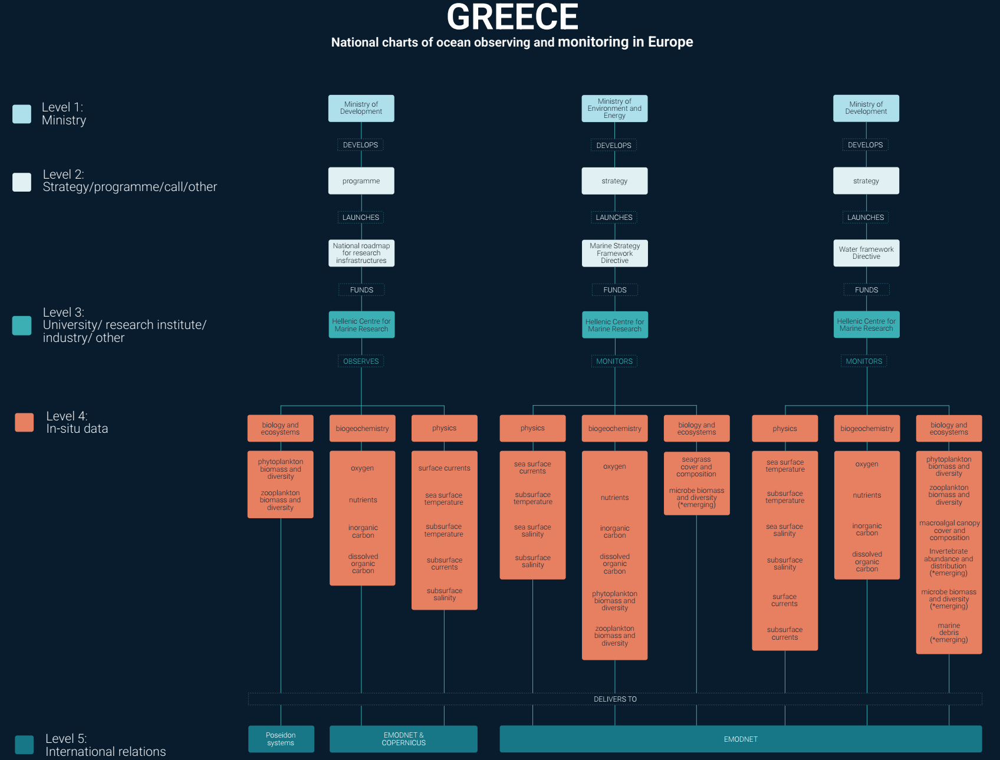 GREECE
National charts of ocean observing and monitoring in Europe
Level 1:
Ministry
Ministry of
Development
Ministry of
Environment and
Energy
Ministry of
Development
DEVELOPS
DEVELOPS
DEVELOPS
Level 2:
Strategy/programme/call/other
programme
strategy
strategy
LAUNCHES
LAUNCHES
LAUNCHES
National roadmap
for research
insfrastructures
Marine Strategy
Framework
Directive
Water framework
Directive
FUNDS
FUNDS
FUNDS
Level 3:
University/ research institute/
industry/ other
Hellenic Centre for
Marine Research
Hellenic Centre for
Marine Research
Hellenic Centre for
Marine Research
OBSERVES
MONITORS
MONITORS
Level 4:
In-situ data
biology and
ecosystems
biogeochemistry
physics
physics
biogeochemistry
biology and
ecosystems
physics
biogeochemistry
biology and
ecosystems
phytoplankton
biomass and
diversity
zooplankton
biomass and
diversity
oxygen
nutrients
inorganic
carbon
dissolved
organic
carbon
surface currents
sea surface
temperature
subsurface
temperature
subsurface
currents
subsurface
salinity
sea surface
currents
subsurface
temperature
sea surface
salinity
subsurface
salinity
oxygen
nutrients
inorganic
carbon
dissolved
organic
carbon
phytoplankton
biomass and
diversity
zooplankton
biomass and
diversity
seagrass
cover and
composition
microbe biomass
and diversity
(*emerging)
sea surface
temperature
subsurface
temperature
sea surface
salinity
subsurface
salinity
surface
currents
subsurface
currents
oxygen
nutrients
inorganic
carbon
dissolved
organic
carbon
phytoplankton
biomass and
diversity
zooplankton
biomass and
diversity
macroalgal canopy
cover and
composition
Invertebrate
abundance and
distribution
(*emerging)
microbe biomass
and diversity
(*emerging)
marine
debris
(*emerging)
DELIVERS TO
Level 5:
International relations
Poseidon
systems
EMODNET &
COPERNICUS
EMODNET